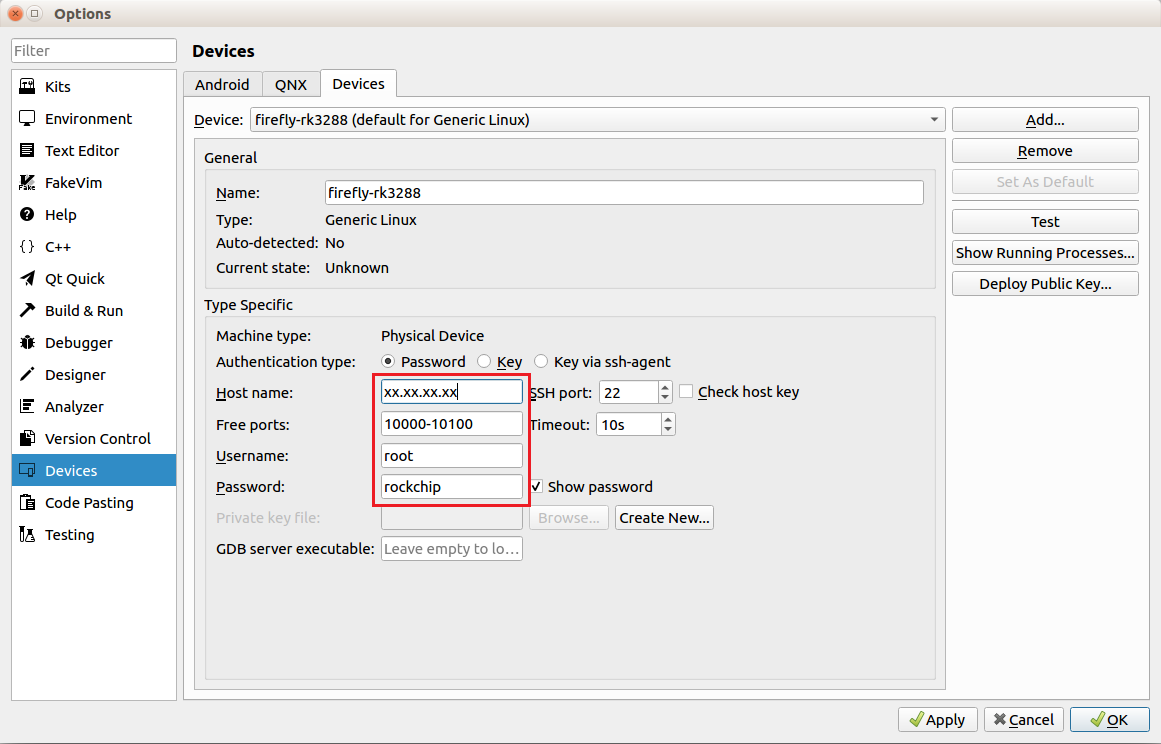 Options
Filter
Kits
Environment
Text Editor
FakeVim
Help
C++
Qt Quick
Build & Run
Debugger
Designer
Analyzer
Version Control
Devices
Code Pasting
Testing
Devices
Android QNX Devices
Device: firefly-rk3288 (default for Generic Linux)
General
Name: firefly-rk3288
Type: Generic Linux
Auto-detected: No
Current state: Unknown
Type Specific
Machine type: Physical Device
Authentication type: Password Key Key via ssh-agent
Host name: xx.xx.xx.xx SSH port: 22 Check host key
Free ports: 10000-10100 Timeout: 10s
Username: root
Password: rockchip Show password
Private key file: Browse... Create New...
GDB server executable: Leave empty to lo...
Add...
Remove
Set As Default
Test
Show Running Processes...
Deploy Public Key...
Apply Cancel OK